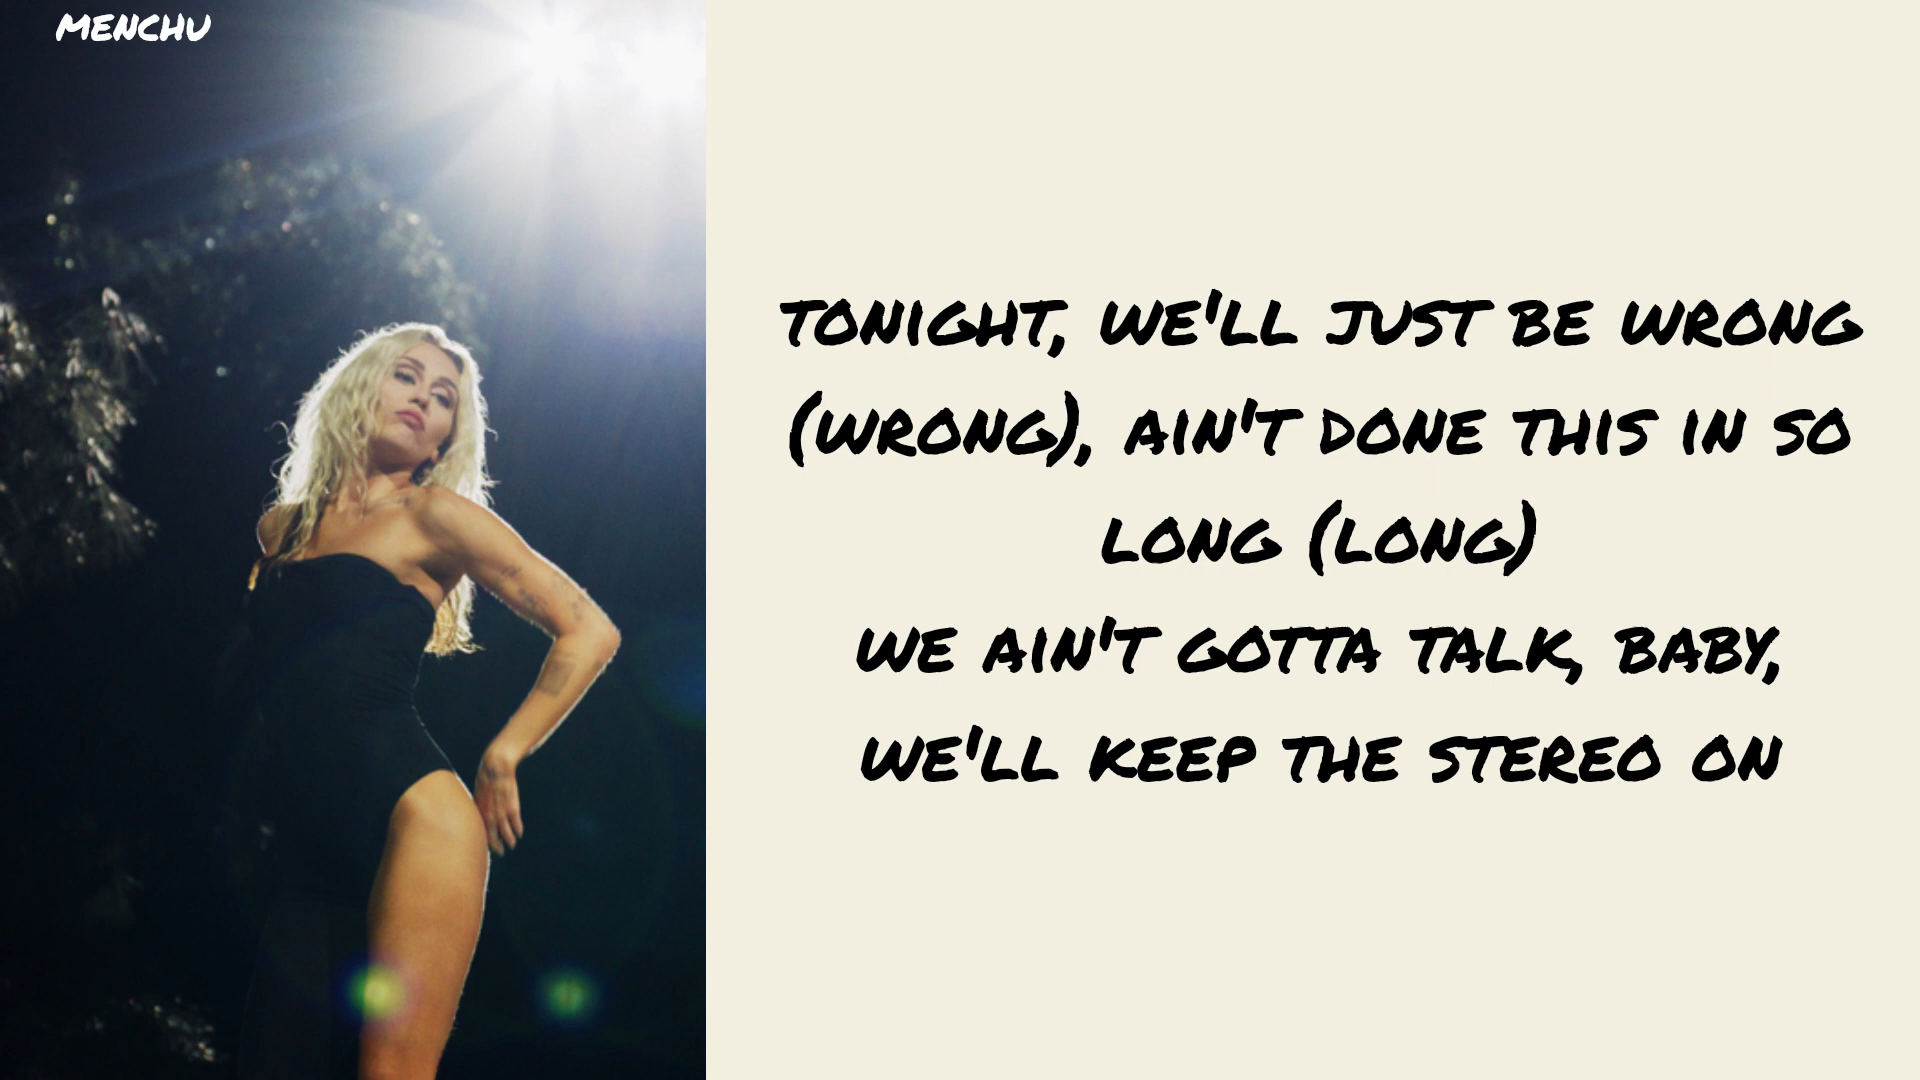 MENCHU
TONIGHT, WE'LL JUST BE WRONG
(WRONG), AIN'T DONE THIS IN SO
LONG (LONG)
WE AIN'T GOTTA TALK, BABY,
WE'LL KEEP THE STEREO ON